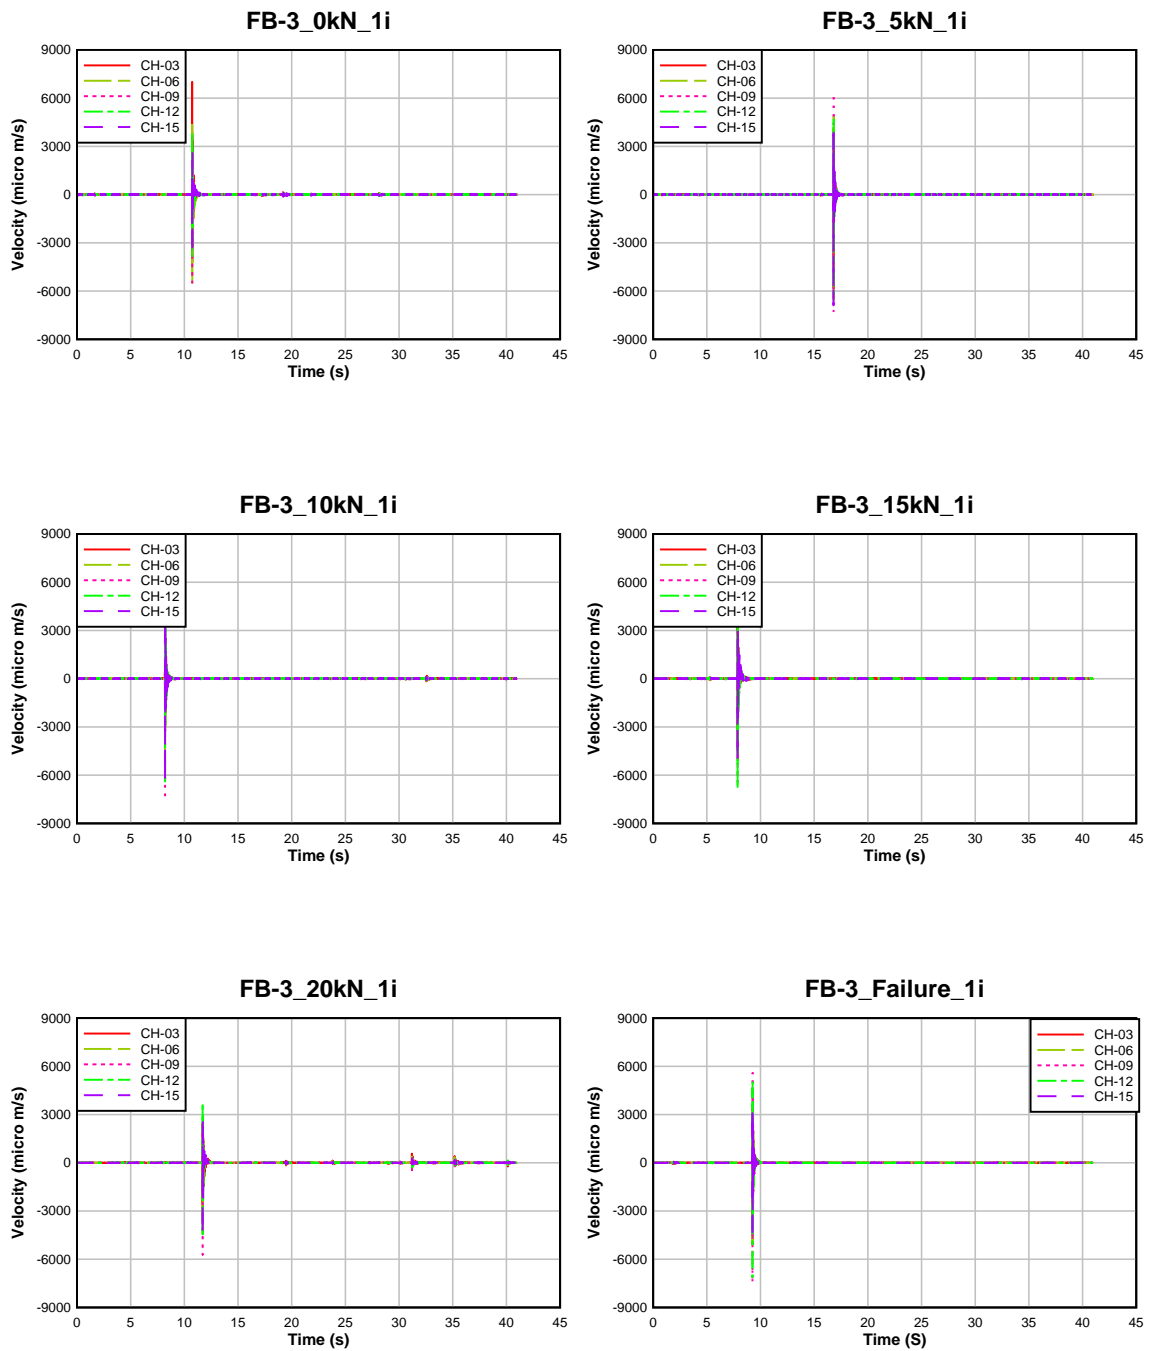 FB-3_0kN_1i
9000
6000
3000
0
-3000
-6000
-9000
Velocity (micro m/s)
CH-03
CH-06
CH-09
CH-12
CH-15
0 5 10 15 20 25 30 35 40 45
Time (s)
FB-3_5kN_1i
9000
6000
3000
0
-3000
-6000
-9000
Velocity (micro m/s)
CH-03
CH-06
CH-09
CH-12
CH-15
0 5 10 15 20 25 30 35 40 45
Time (s)
FB-3_10kN_1i
9000
6000
3000
0
-3000
-6000
-9000
Velocity (micro m/s)
CH-03
CH-06
CH-09
CH-12
CH-15
0 5 10 15 20 25 30 35 40 45
Time (s)
FB-3_15kN_1i
9000
6000
3000
0
-3000
-6000
-9000
Velocity (micro m/s)
CH-03
CH-06
CH-09
CH-12
CH-15
0 5 10 15 20 25 30 35 40 45
Time (s)
FB-3_20kN_1i
9000
6000
3000
0
-3000
-6000
-9000
Velocity (micro m/s)
CH-03
CH-06
CH-09
CH-12
CH-15
0 5 10 15 20 25 30 35 40 45
Time (s)
FB-3_Failure_1i
9000
6000
3000
0
-3000
-6000
-9000
Velocity (micro m/s)
CH-03
CH-06
CH-09
CH-12
CH-15
0 5 10 15 20 25 30 35 40 45
Time (S)